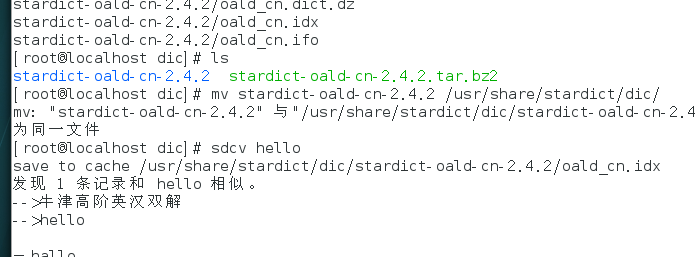 stardict-oald-cn-2.4.2/oald_cn.dict.dz
stardict-oald-cn-2.4.2/oald_cn.idx
stardict-oald-cn-2.4.2/oald_cn.ifo
[root@localhost dic]# ls
stardict-oald-cn-2.4.2 stardict-oald-cn-2.4.2.tar.bz2
[root@localhost dic]# mv stardict-oald-cn-2.4.2 /usr/share/stardict/dic/
mv: "stardict-oald-cn-2.4.2" 与"/usr/share/stardict/dic/stardict-oald-cn-2.4
为同一文件
[root@localhost dic]# sdcv hello
save to cache /usr/share/stardict/dic/stardict-oald-cn-2.4.2/oald_cn.idx
发现 1 条记录和 hello 相似。
-->牛津高阶英汉双解
-->hello